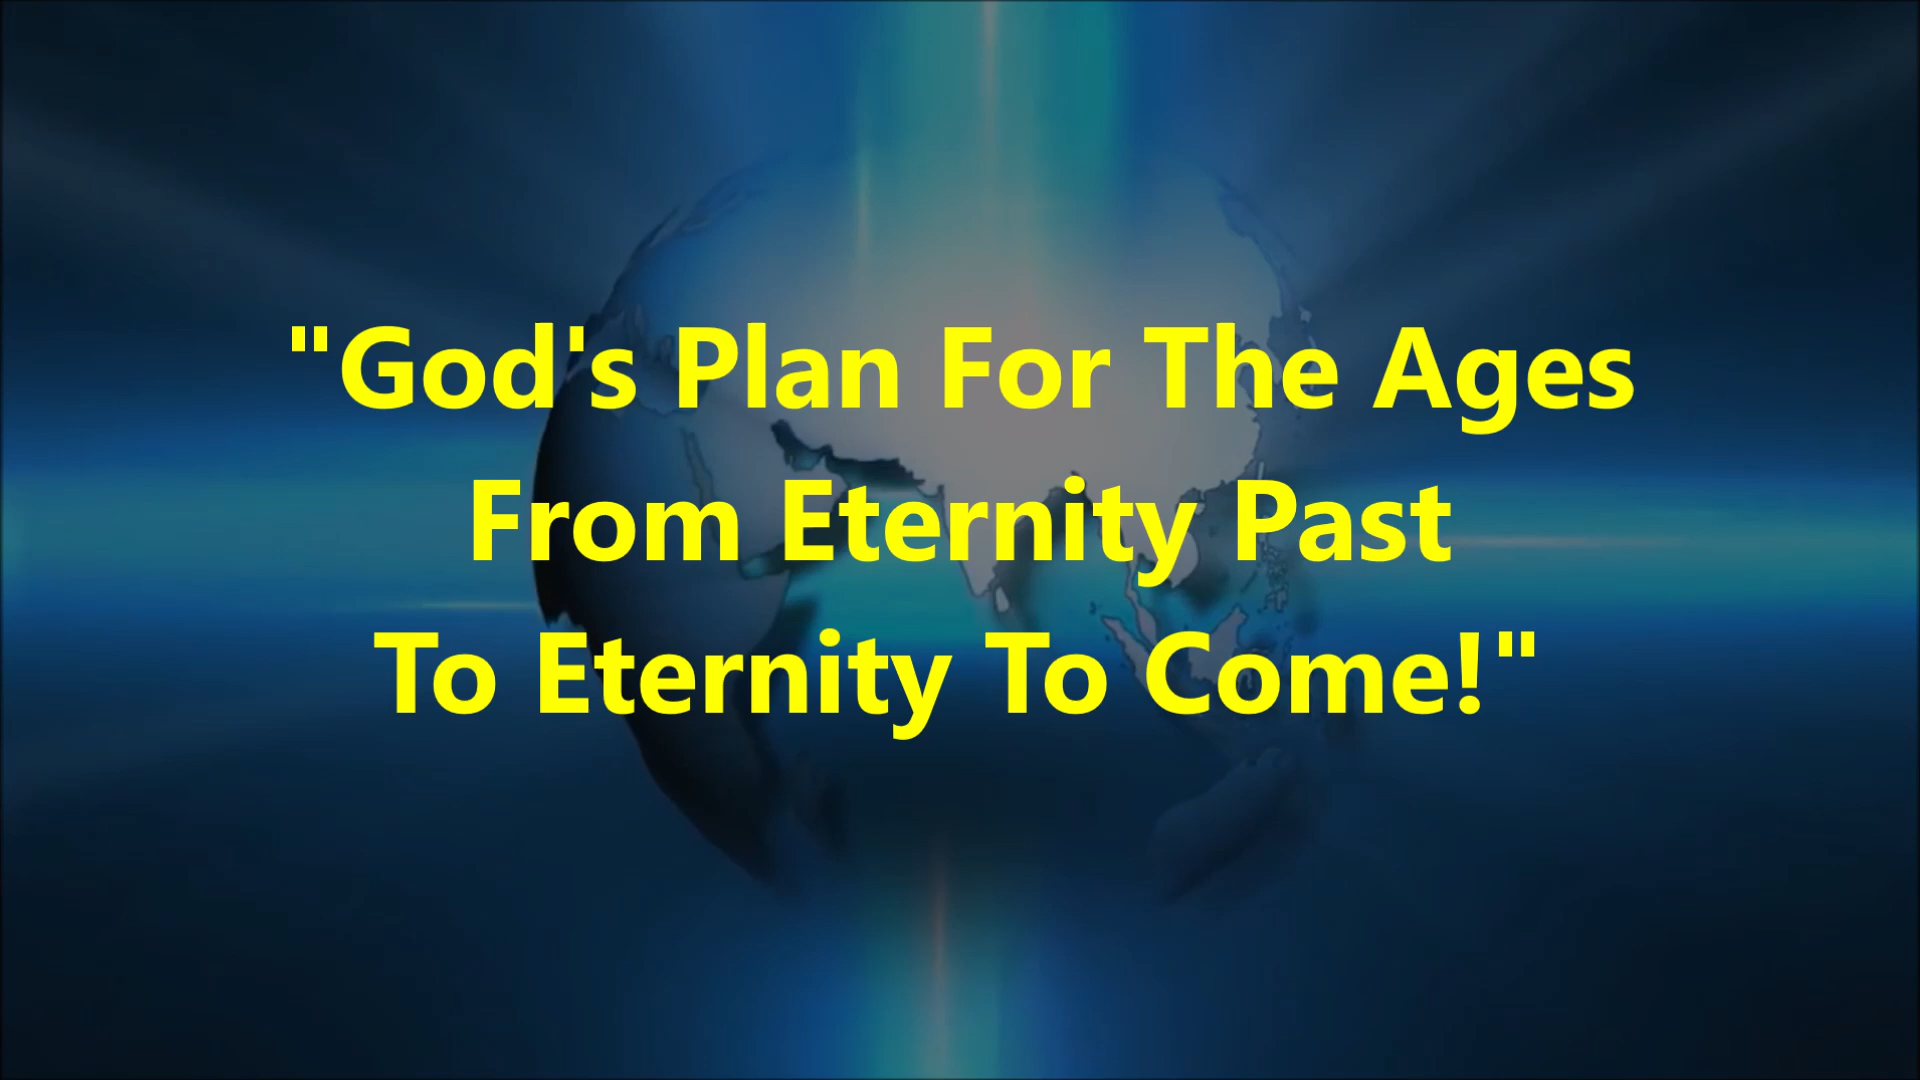 "God's Plan For The Ages
From Eternity Past
To Eternity To Come!"